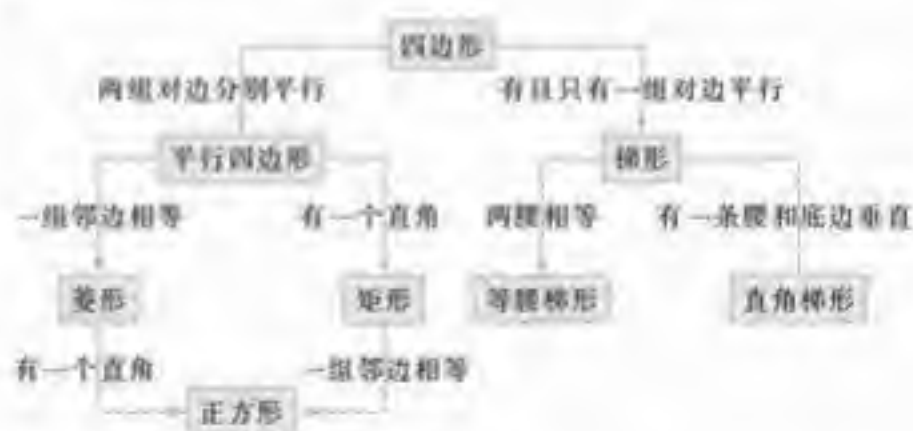 四边形
两组对边分别平行 有且只有一组对边平行
平行四边形 梯形
一组邻边相等 有一个直角 两腰相等 有一条腰和底边垂直
菱形 矩形 等腰梯形 直角梯形
有一个直角 一组邻边相等
正方形